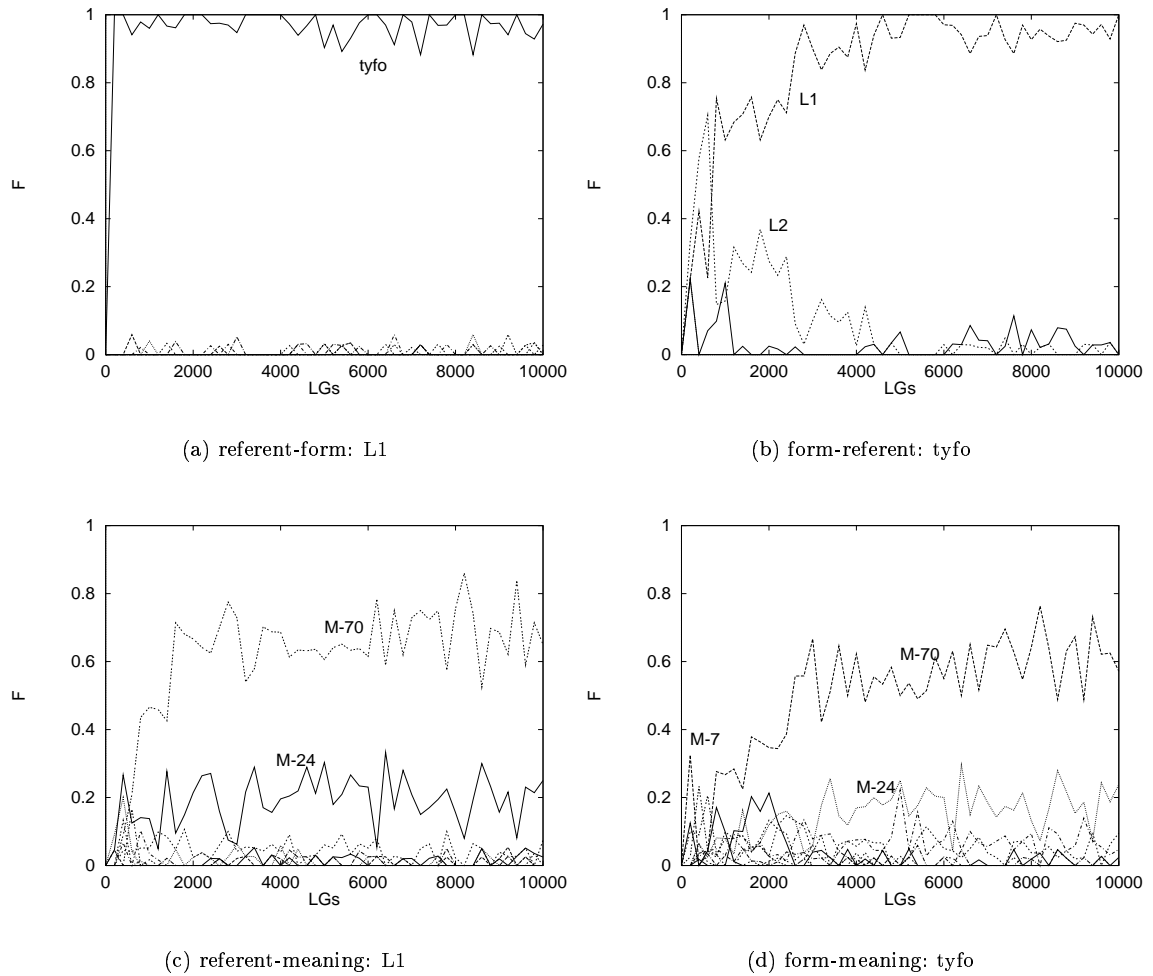 1
0.8
0.6
0.4
0.2
0
F
tyfo
0 2000 4000 6000 8000 10000
LGs
(a) referent-form: L1
1
0.8
0.6
0.4
0.2
0
F
L1
L2
0 2000 4000 6000 8000 10000
LGs
(b) form-referent: tyfo
1
0.8
0.6
0.4
0.2
0
F
M-70
M-24
0 2000 4000 6000 8000 10000
LGs
(c) referent-meaning: L1
1
0.8
0.6
0.4
0.2
0
F
M-70
M-7
M-24
0 2000 4000 6000 8000 10000
LGs
(d) form-meaning: tyfo